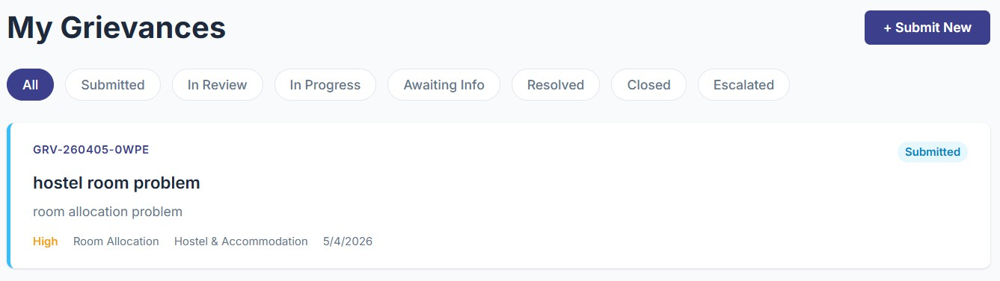 My Grievances
+ Submit New
All Submitted In Review In Progress Awaiting Info Resolved Closed Escalated
GRV-260405-0WPE
Submitted
hostel room problem
room allocation problem
High Room Allocation Hostel & Accommodation 5/4/2026